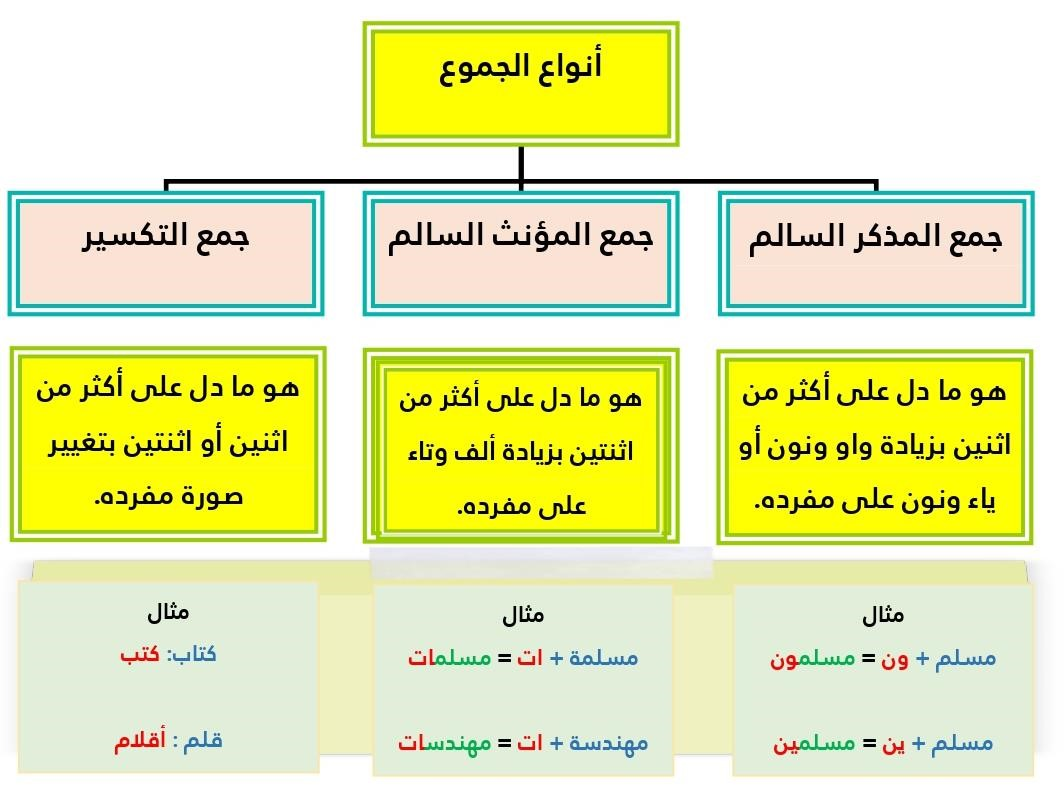 أنواع الجموع
جمع المذكر السالم
جمع المؤنث السالم
جمع التكسير
هو ما دل على أكثر من
اثنين بزيادة واو ونون أو
ياء ونون على مفرده.
هو ما دل على أكثر من
اثنتين بزيادة ألف وتاء
على مفرده.
هو ما دل على أكثر من
اثنين أو اثنتين بتغيير
صورة مفرده.
مثال
مسلم + ون = مسلمون
مسلم + ين = مسلمين
مثال
مسلمة + ات = مسلمات
مهندسة + ات = مهندسات
مثال
كتاب: كتب
قلم : أقلام